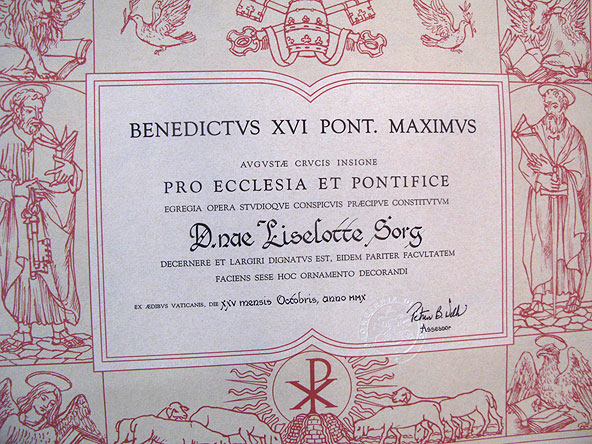 BENEDICTVS XVI PONT. MAXIMVS
AVGVSTÆ CRVCIS INSIGNE
PRO ECCLESIA ET PONTIFICE
EGREGIA OPERA STVDIOQVE CONSPICVIS PRÆCIPVE CONSTITVTVM
D.nae Liselotte Sorg
DECERNERE ET LARGIRI DIGNATVS EST, EIDEM PARITER FACVLTATEM
FACIENS SESE HOC ORNAMENTO DECORANDI
EX ÆDIBVS VATICANIS, DIE XXV mensis Octobris, anno MMX
Peter B. Wells
Assessor